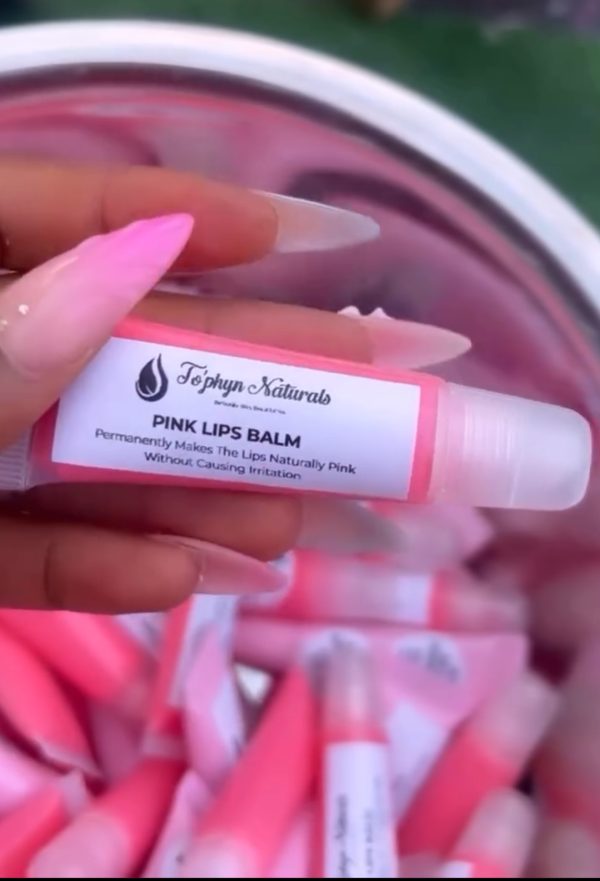 To'phyn Naturals
PINK LIPS BALM
Permanently Makes The Lips Naturally Pink
Without Causing Irritation